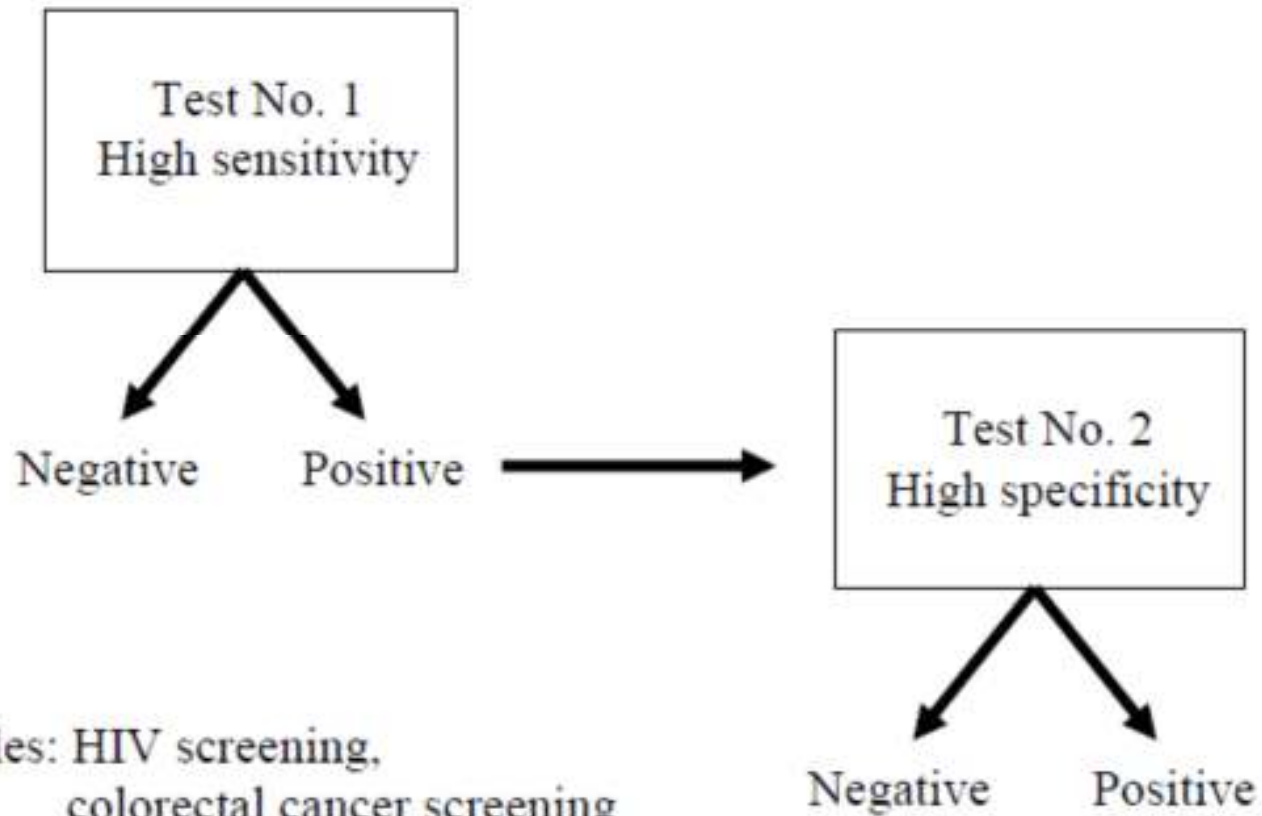 Test No. 1
High sensitivity
Negative Positive
Test No. 2
High specificity
Negative Positive
HIV screening,
colorectal cancer screening